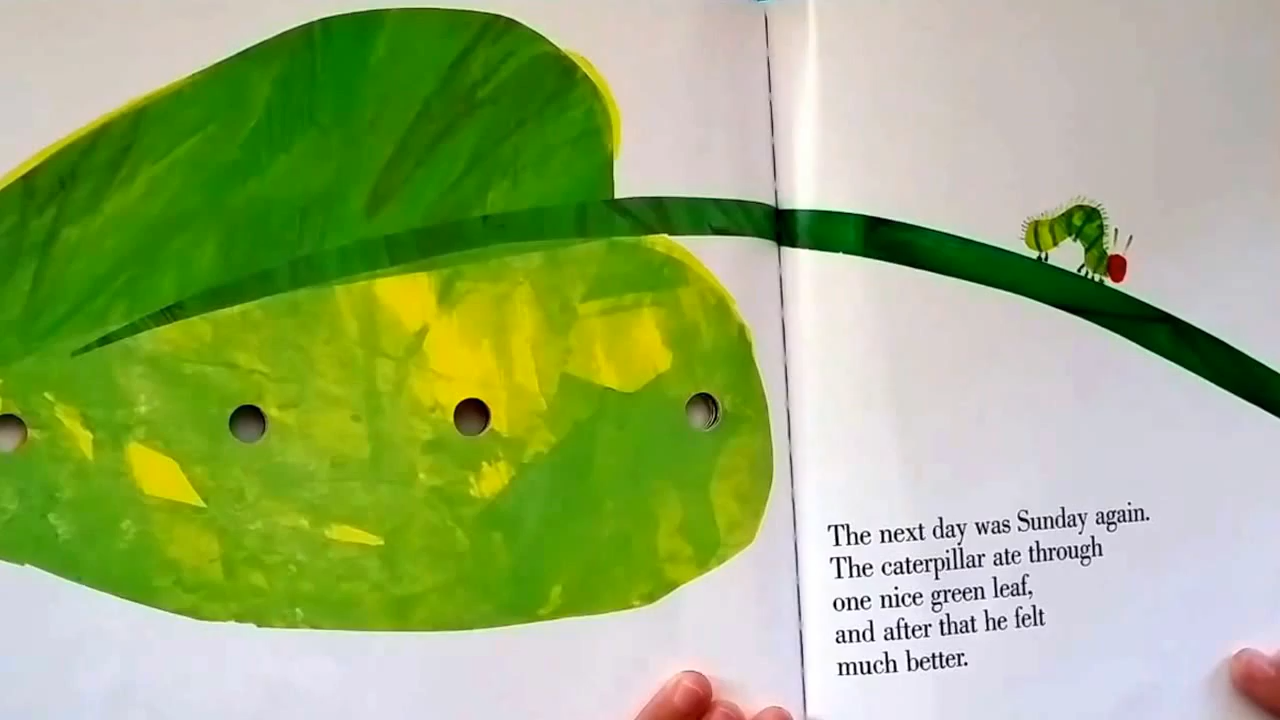 The next day was Sunday again.
The caterpillar ate through
one nice green leaf,
and after that he felt
much better.